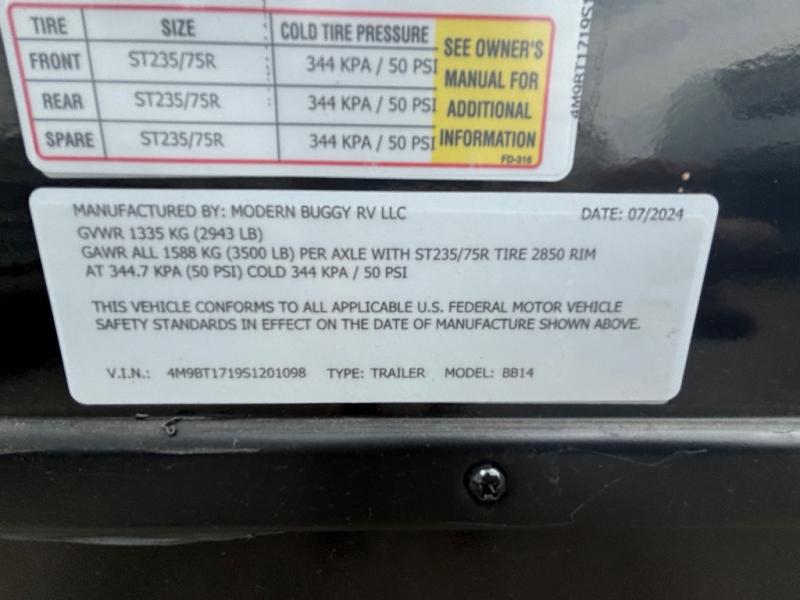 TIRE SIZE COLD TIRE PRESSURE
FRONT ST235/75R 344 KPA / 50 PSI
REAR ST235/75R 344 KPA / 50 PSI
SPARE ST235/75R 344 KPA / 50 PSI
SEE OWNER'S
MANUAL FOR
ADDITIONAL
INFORMATION
FD-316
4M9BT1719S1
MANUFACTURED BY: MODERN BUGGY RV LLC DATE: 07/2024
GVWR 1335 KG (2943 LB)
GAWR ALL 1588 KG (3500 LB) PER AXLE WITH ST235/75R TIRE 2850 RIM
AT 344.7 KPA (50 PSI) COLD 344 KPA / 50 PSI
THIS VEHICLE CONFORMS TO ALL APPLICABLE U.S. FEDERAL MOTOR VEHICLE
SAFETY STANDARDS IN EFFECT ON THE DATE OF MANUFACTURE SHOWN ABOVE.
V.I.N.: 4M9BT1719S1201098 TYPE: TRAILER MODEL: BB14